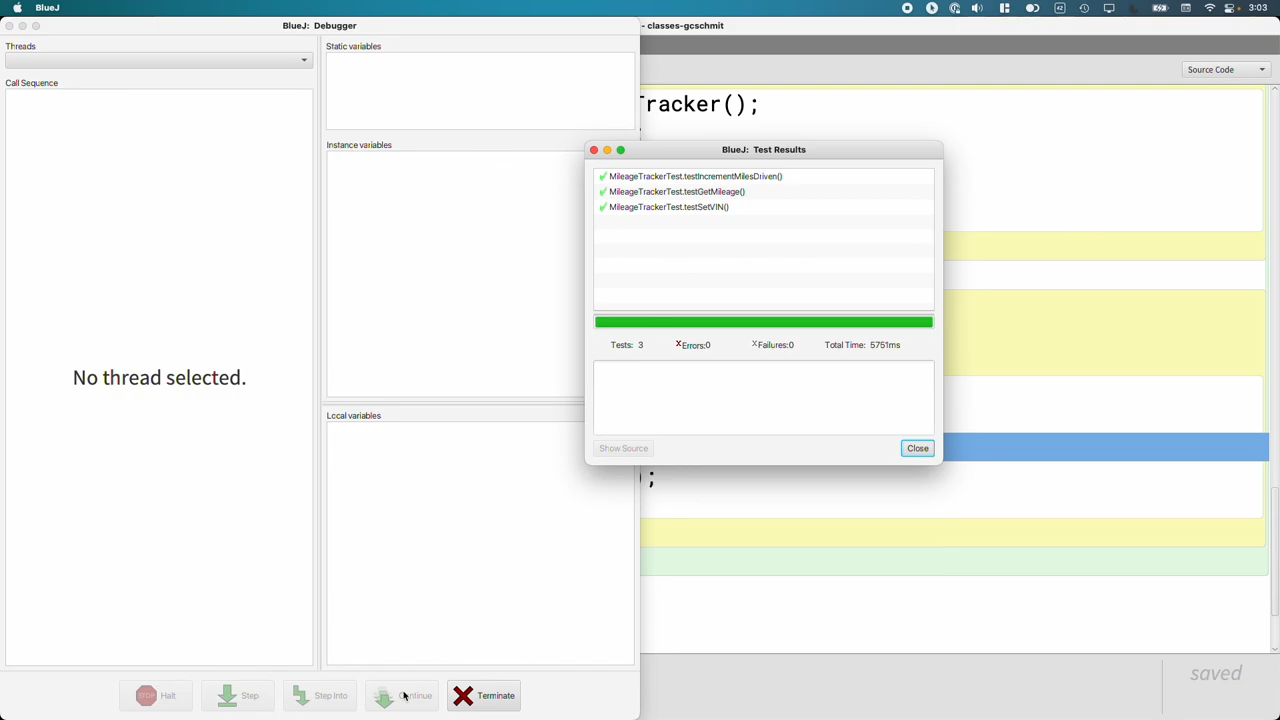 BlueJ
3:03
BlueJ: Debugger
- classes-gcschmit
Threads
Static variables
Source Code
Call Sequence
Tracker();
Instance variables
BlueJ: Test Results
MileageTrackerTest.testIncrementMilesDriven()
MileageTrackerTest.testGetMileage()
MileageTrackerTest.testSetVIN()
Tests: 3
Errors:0
Failures:0
Total Time: 5751ms
No thread selected.
Local variables
Show Source
Close
);
saved
STOP
Halt
Step
Step Into
Continue
Terminate